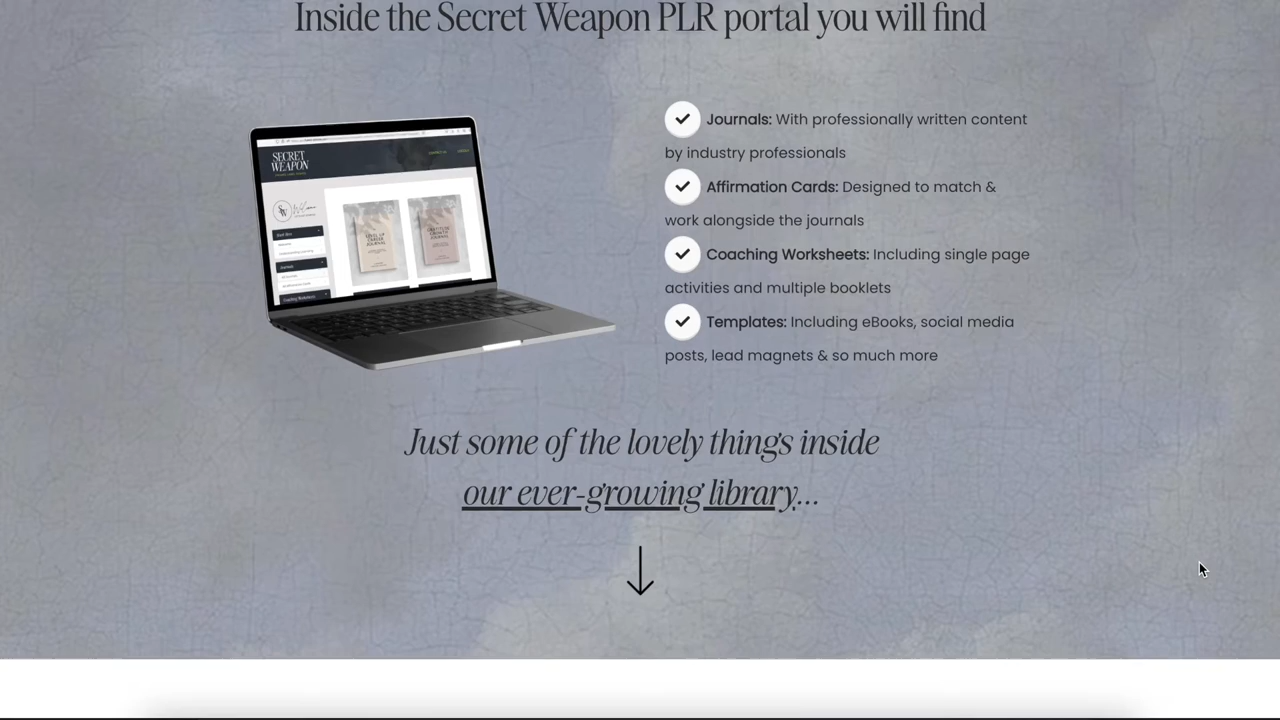 Inside the Secret Weapon PLR portal you will find
Journals: With professionally written content
by industry professionals
Affirmation Cards: Designed to match &
work alongside the journals
Coaching Worksheets: Including single page
activities and multiple booklets
Templates: Including eBooks, social media
posts, lead magnets & so much more
SECRET
WEAPON
Just some of the lovely things inside
our ever-growing library...